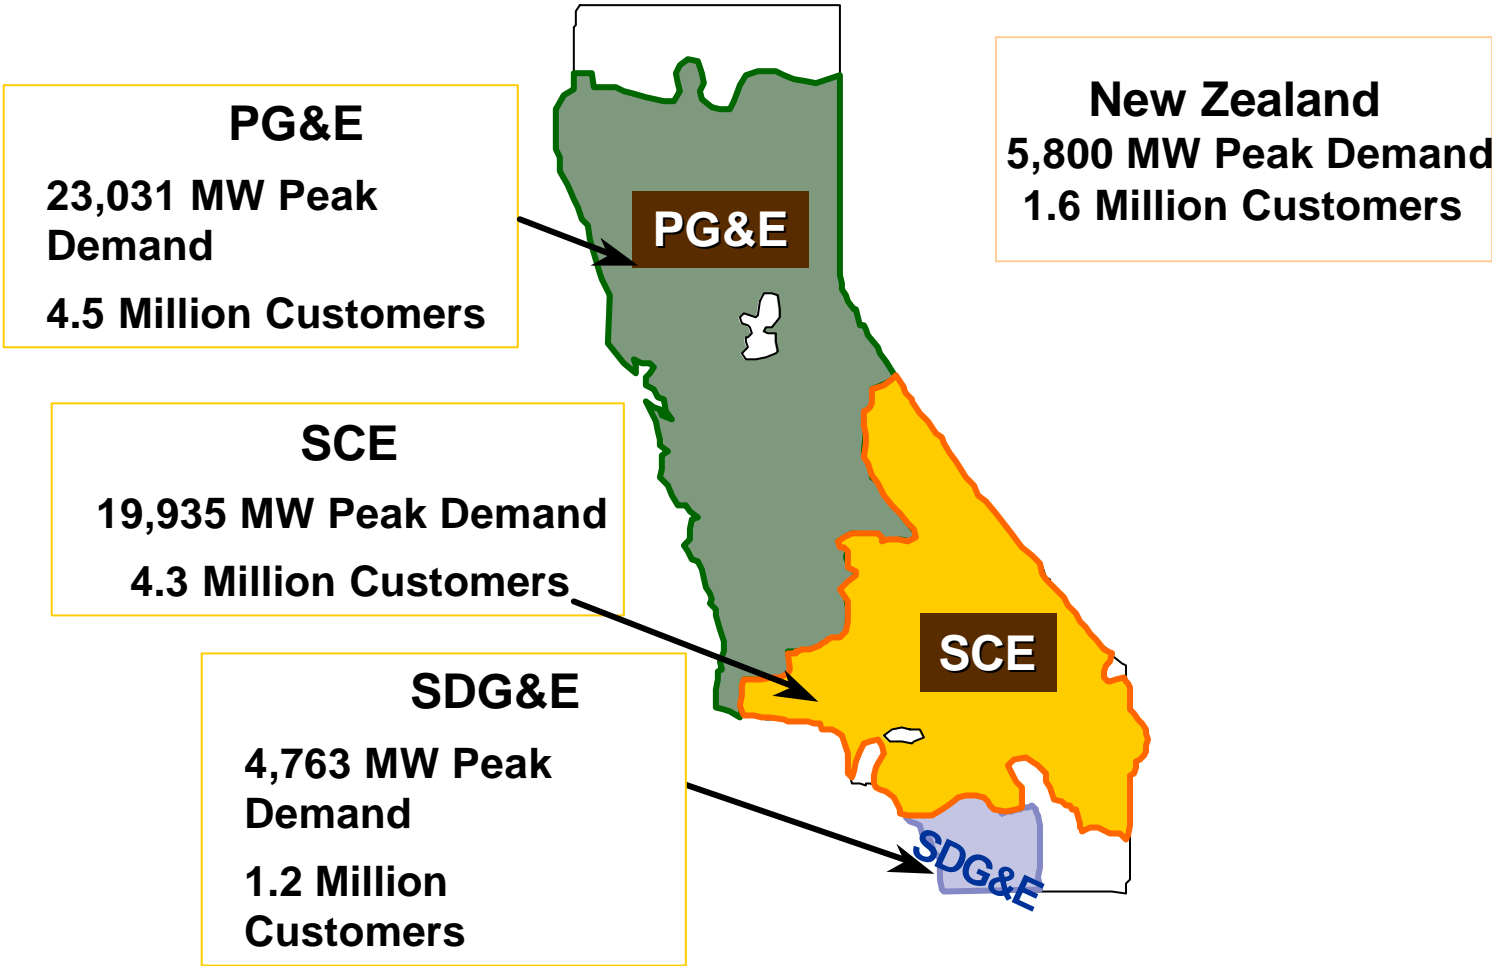 PG&E
23,031 MW Peak
Demand
4.5 Million Customers
PG&E
New Zealand
5,800 MW Peak Demand
1.6 Million Customers
SCE
19,935 MW Peak Demand
4.3 Million Customers
SCE
SDG&E
4,763 MW Peak
Demand
1.2 Million
Customers
SDG&E